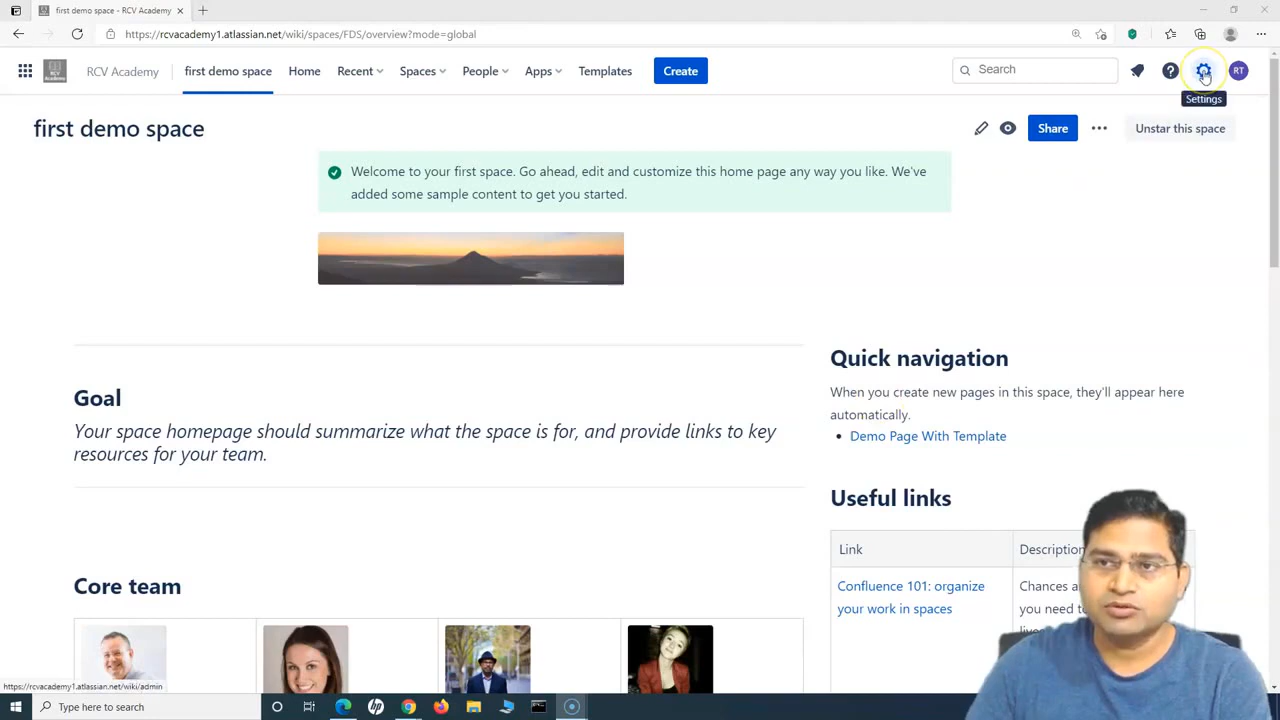 first demo space - RCV Academy
https://rcvacademy1.atlassian.net/wiki/spaces/FDS/overview?mode=global
RCV Academy
first demo space
Home
Recent
Spaces
People
Apps
Templates
Create
Search
RT
Settings
first demo space
Share
Unstar this space
Welcome to your first space. Go ahead, edit and customize this home page any way you like. We've
added some sample content to get you started.
Goal
Your space homepage should summarize what the space is for, and provide links to key
resources for your team.
Quick navigation
When you create new pages in this space, they'll appear here
automatically.
Demo Page With Template
Useful links
Link
Description
Confluence 101: organize
your work in spaces
Chances a
you need to
Core team
https://rcvacademy1.atlassian.net/wiki/admin
Type here to search